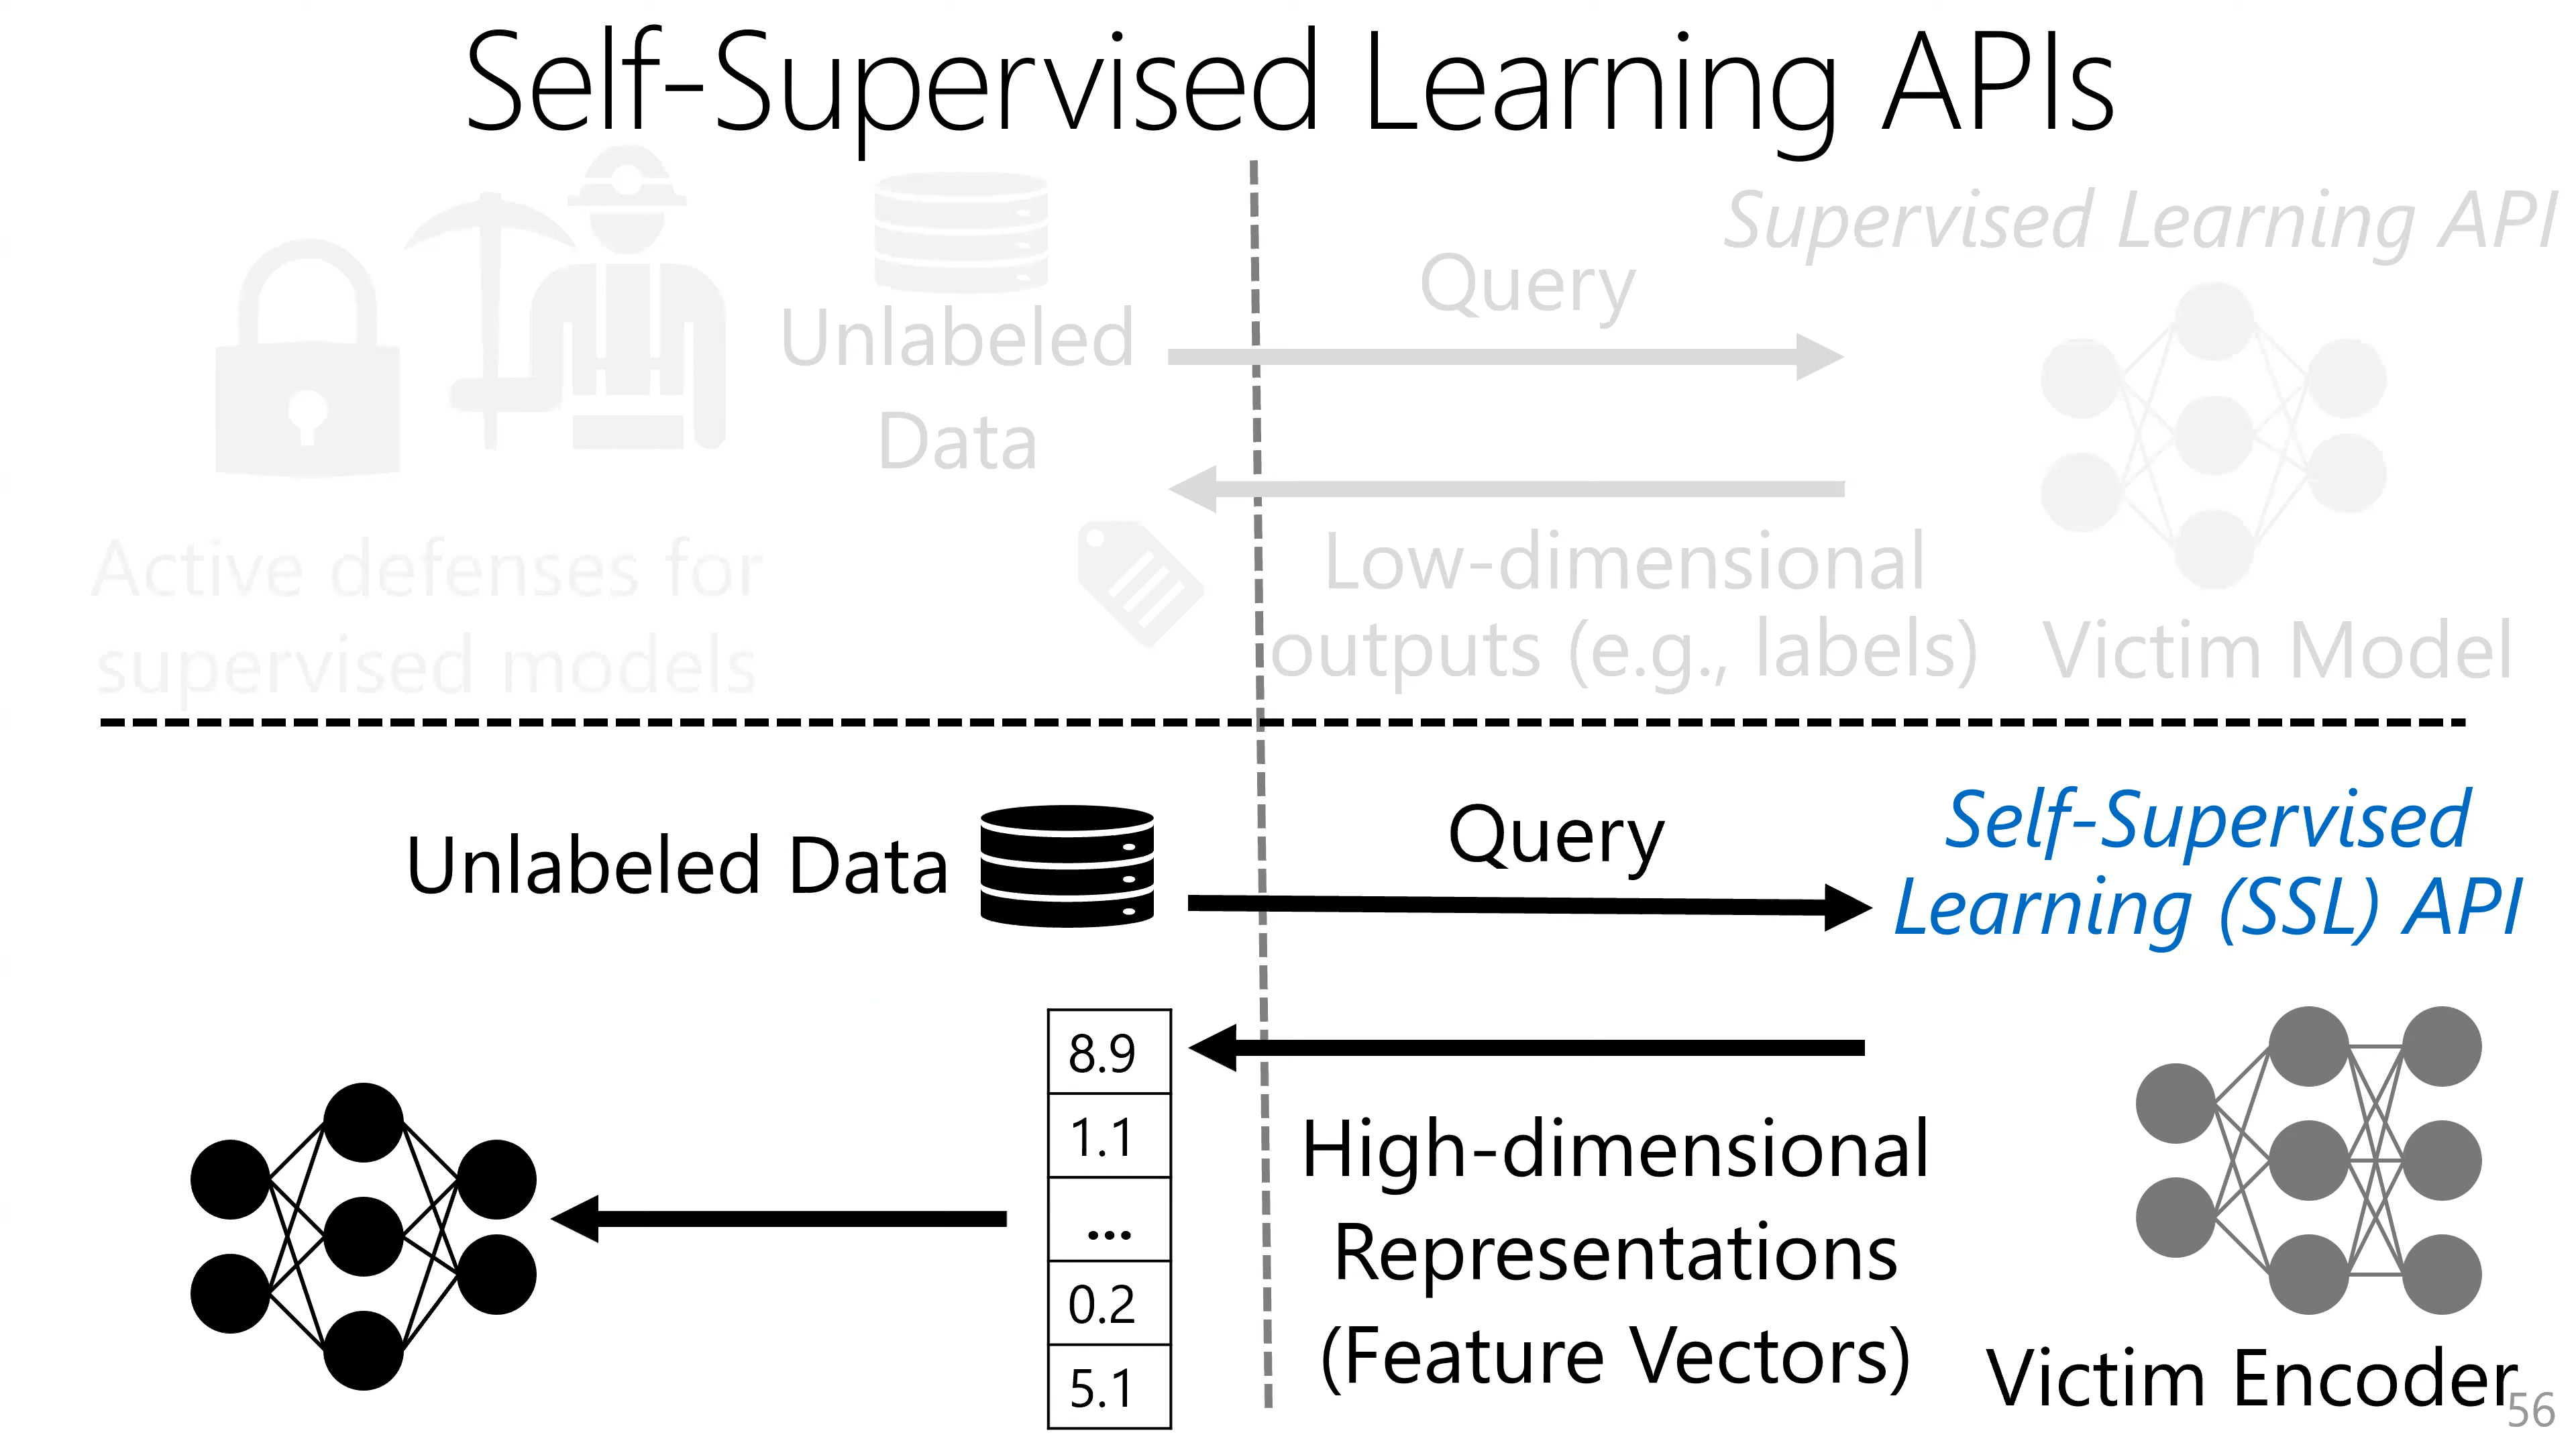 Self-Supervised Learning APIs
Supervised Learning API
Query
Unlabeled
Data
Active defenses for
supervised models
Low-dimensional
outputs (e.g., labels)
Victim Model
Unlabeled Data
Query
Self-Supervised
Learning (SSL) API
8.9
1.1
...
0.2
5.1
High-dimensional
Representations
(Feature Vectors)
Victim Encoder
56